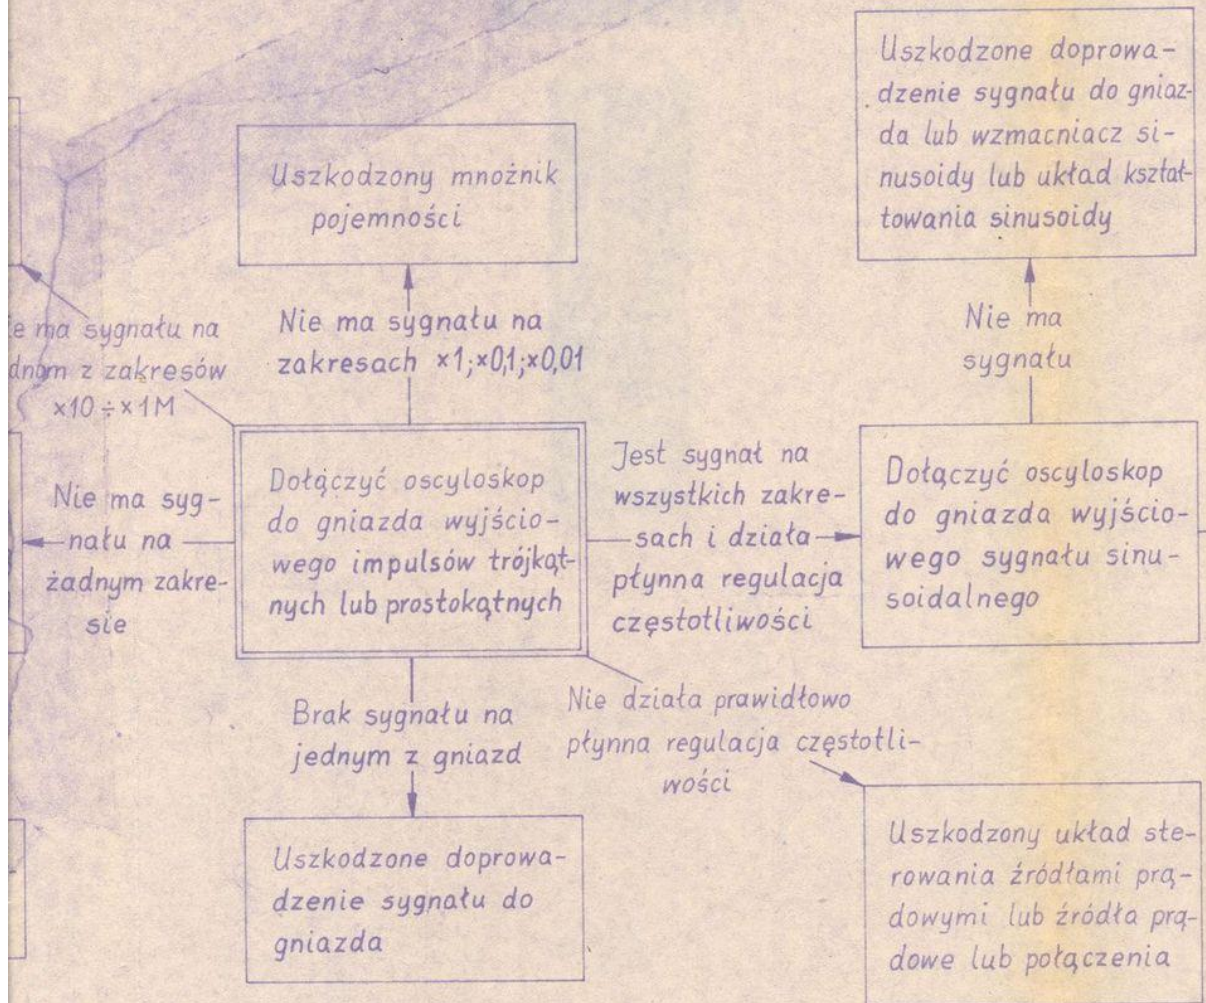 Uszkodzone doprowa-
dzenie sygnału do gniaz-
da lub wzmacniacz si-
nusoidy lub układ kształ-
towania sinusoidy
Uszkodzony mnożnik
pojemności
Nie ma
sygnału
Nie ma sygnału na
zakresach ×1;×0,1;×0,01
ma sygnału na
z zakresów
×10÷×1M
Nie ma syg-
nału na
żadnym zakre-
sie
Dołączyć oscyloskop
do gniazda wyjścio-
wego impulsów trójkąt-
nych lub prostokątnych
Jest sygnał na
wszystkich zakre-
sach i działa
płynna regulacja
częstotliwości
Dołączyć oscyloskop
do gniazda wyjścio-
wego sygnału sinu-
soidalnego
Brak sygnału na
jednym z gniazd
Nie działa prawidłowo
płynna regulacja częstotli-
wości
Uszkodzone doprowa-
dzenie sygnału do
gniazda
Uszkodzony układ ste-
rowania źródłami prą-
dowymi lub źródła prą-
dowe lub połączenia